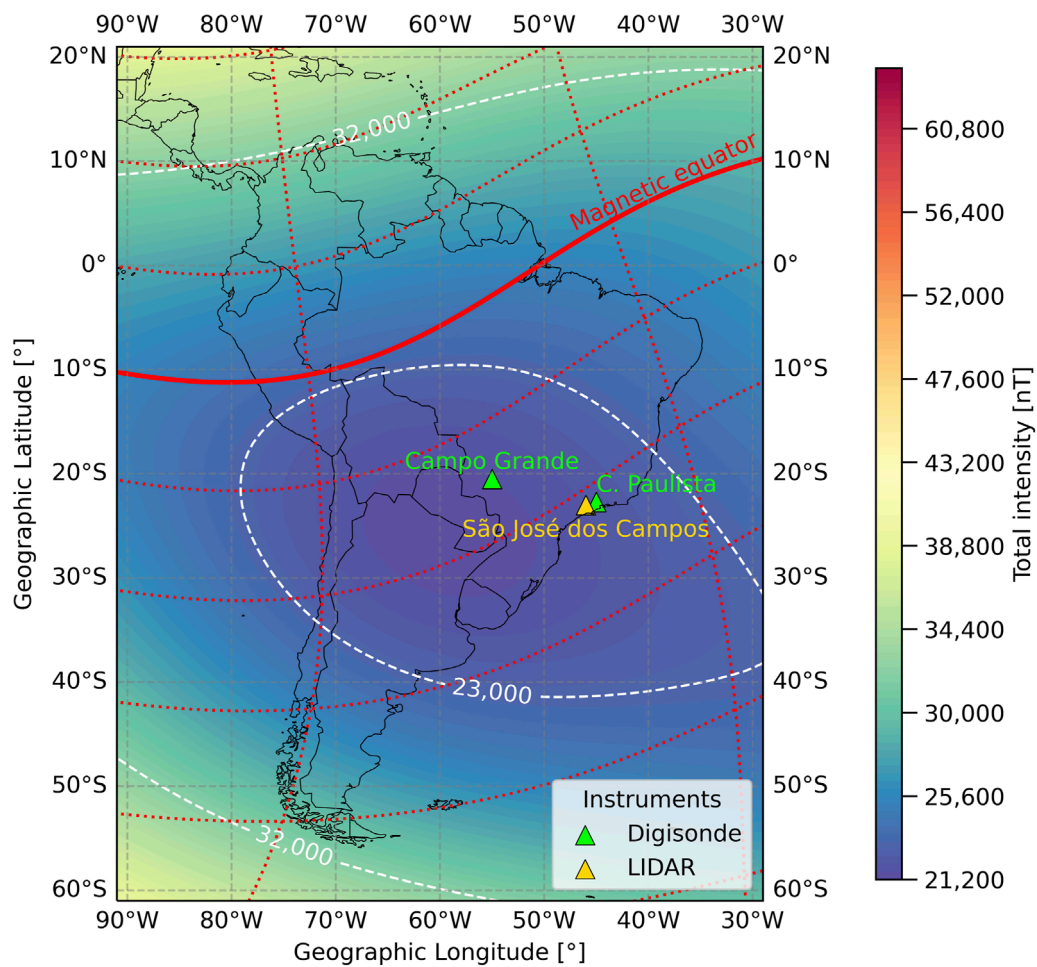 90°W 80°W 70°W 60°W 50°W 40°W 30°W
20°N 20°N
32,000
60,800
Magnetic equator
10°N 10°N
56,400
0° 0°
52,000
10°S 10°S
47,600
Campo Grande
20°S 20°S
43,200
C. Paulista
São José dos Campos
38,800
30°S 30°S
34,400
40°S 40°S
23,000
30,000
50°S 50°S
Instruments
25,600
Digisonde
32,000
LIDAR
60°S 60°S
21,200
90°W 80°W 70°W 60°W 50°W 40°W 30°W
Geographic Longitude [°]
Geographic Latitude [°]
Total intensity [nT]